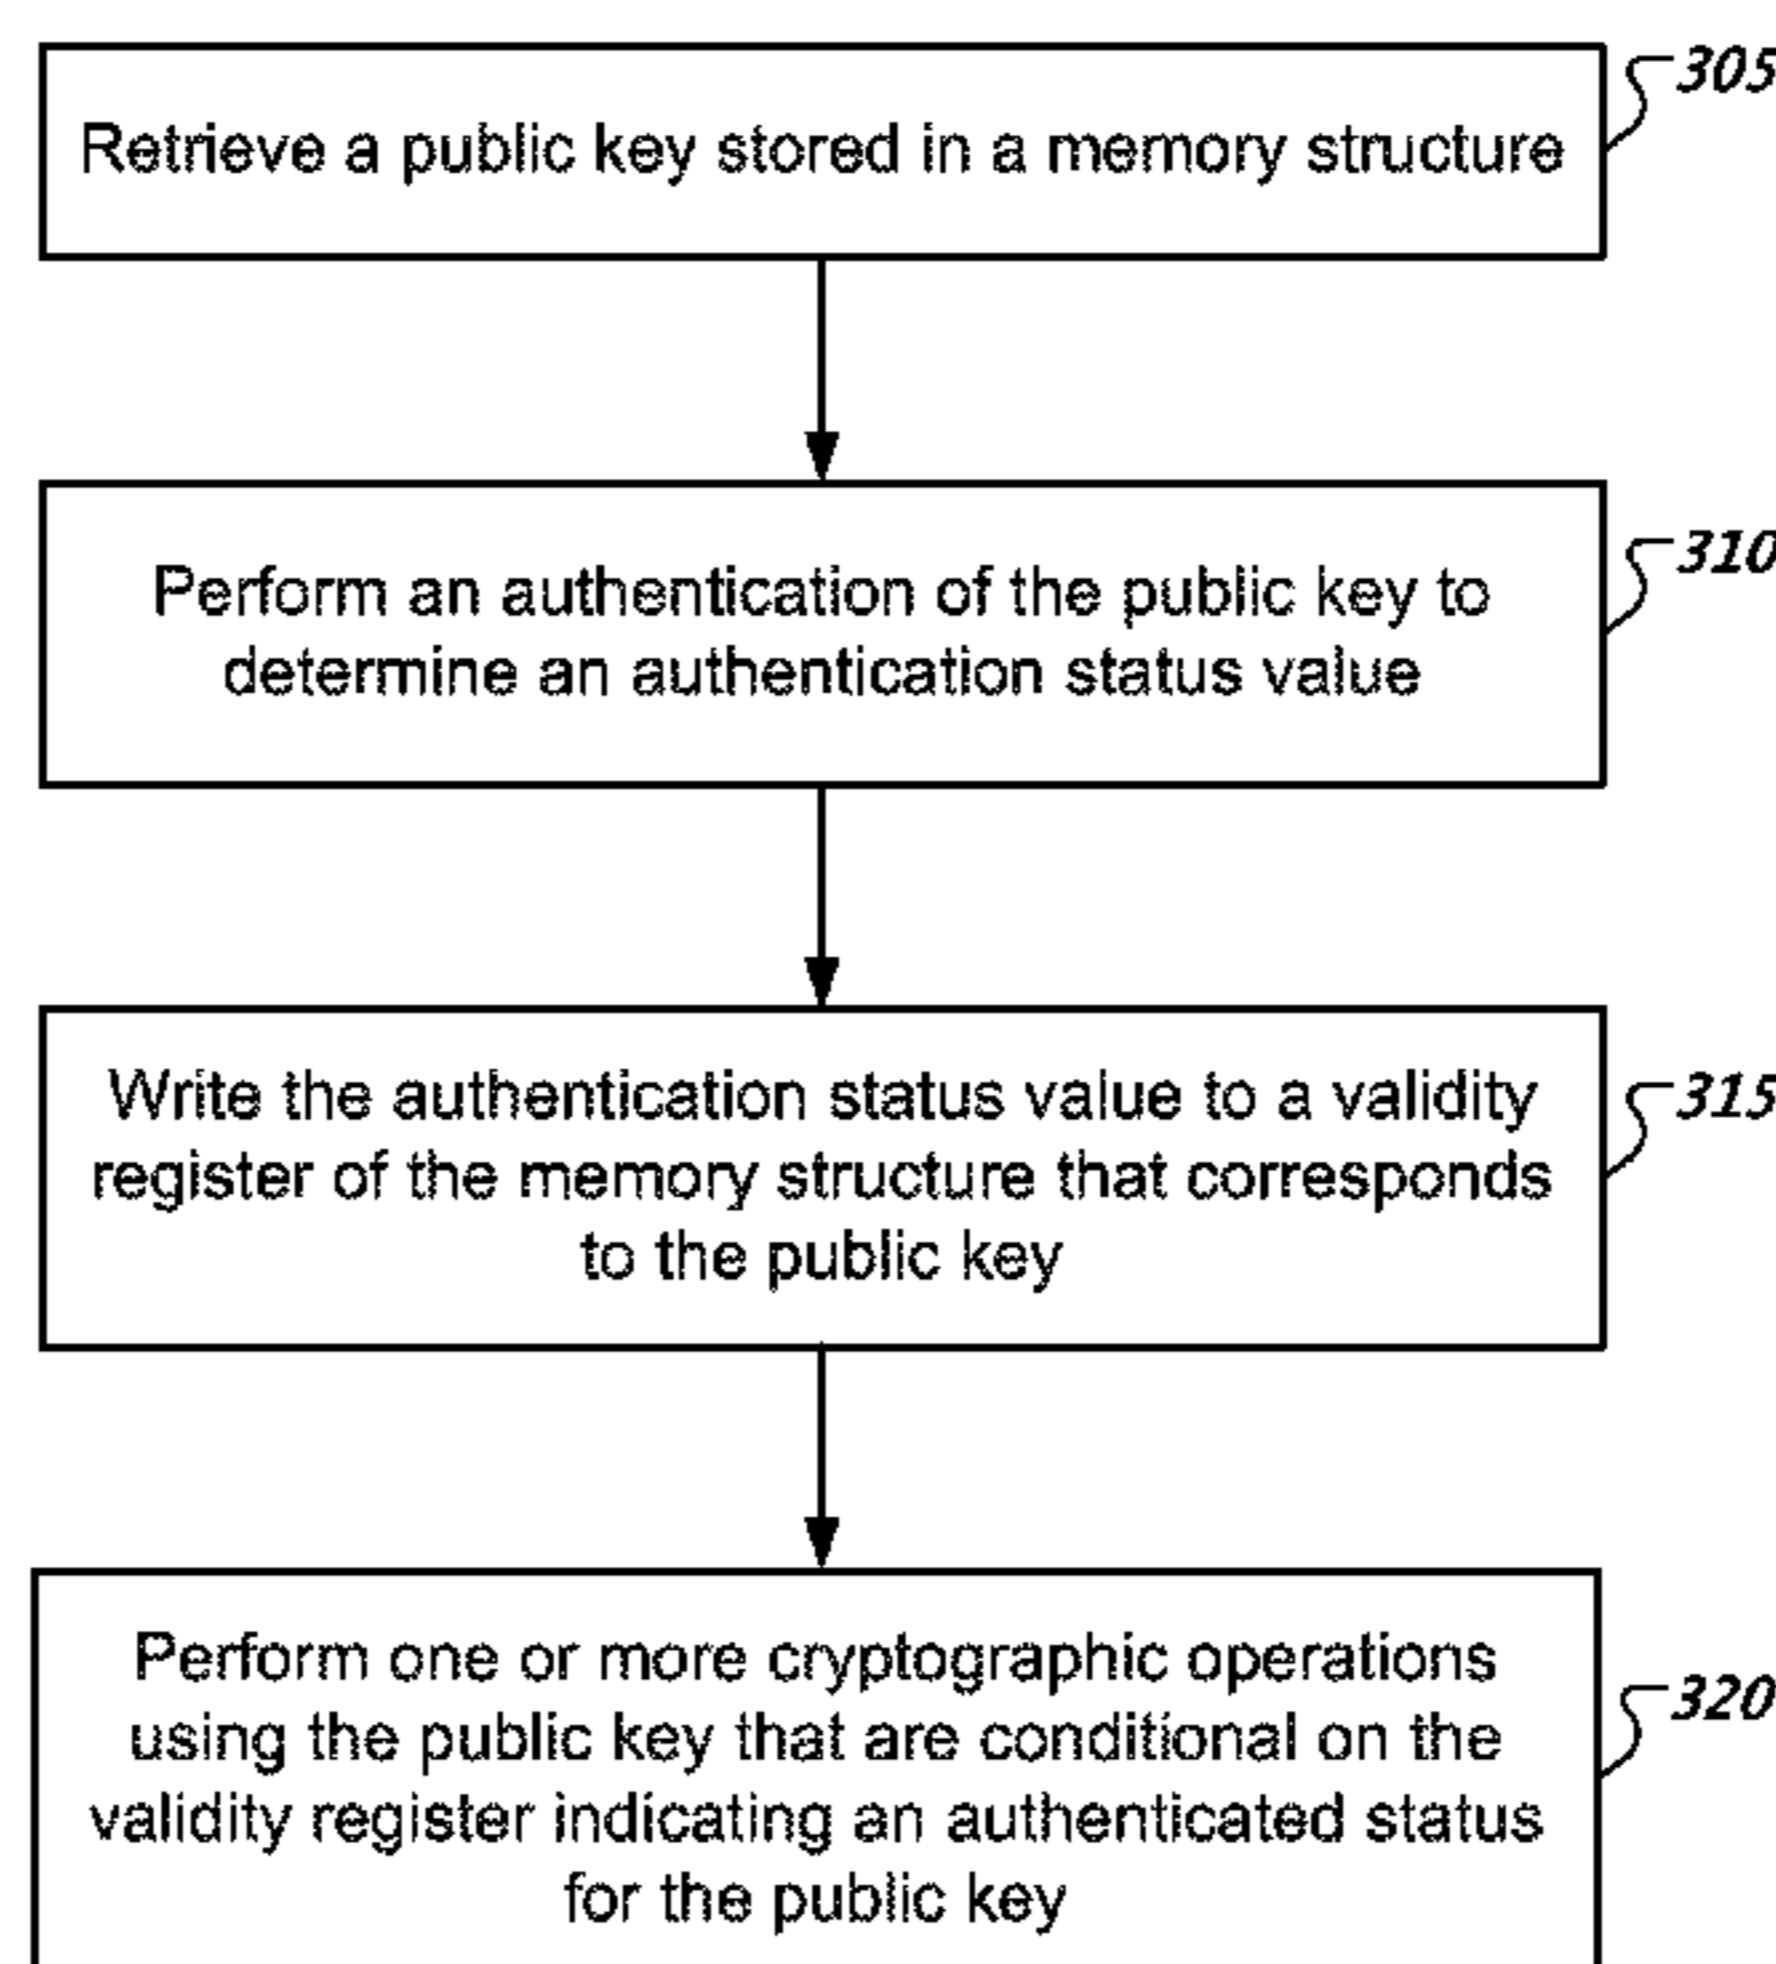 305
Retrieve a public key stored in a memory structure
310
Perform an authentication of the public key to
determine an authentication status value
315
Write the authentication status value to a validity
register of the memory structure that corresponds
to the public key
320
Perform one or more cryptographic operations
using the public key that are conditional on the
validity register indicating an authenticated status
for the public key